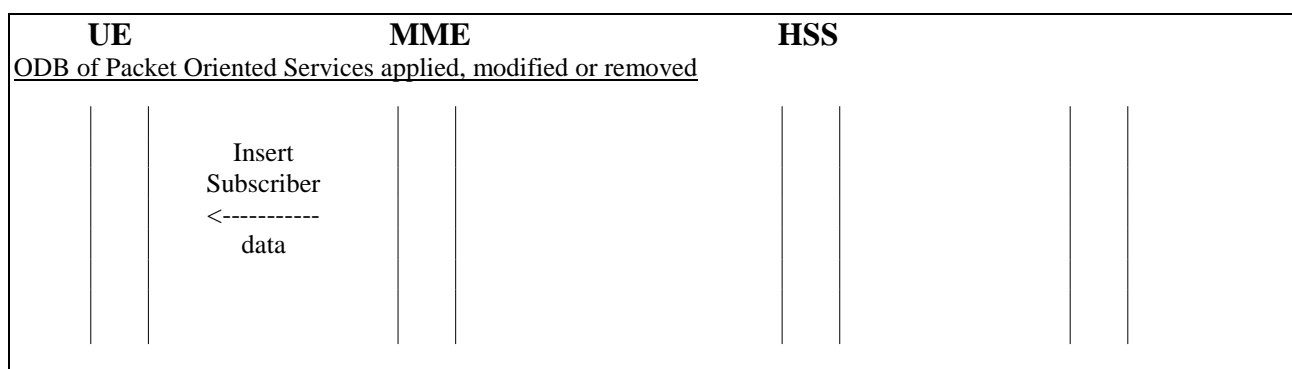 UE MME HSS
ODB of Packet Oriented Services applied, modified or removed
Insert
Subscriber
<-----------
data